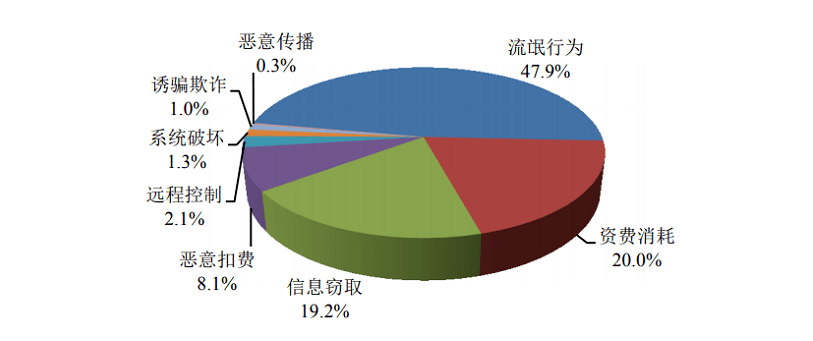 恶意传播
0.3%
流氓行为
47.9%
诱骗欺诈
1.0%
系统破坏
1.3%
远程控制
2.1%
资费消耗
20.0%
恶意扣费
8.1%
信息窃取
19.2%